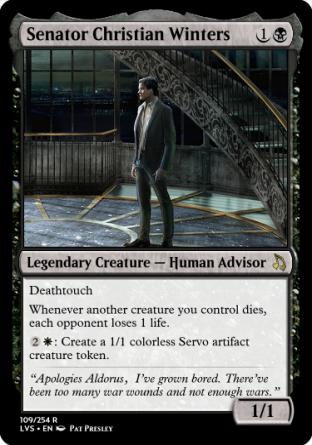 Senator Christian Winters 1
Legendary Creature — Human Advisor
Deathtouch
Whenever another creature you control dies,
each opponent loses 1 life.
2 : Create a 1/1 colorless Servo artifact
creature token.
“Apologies Aldorus, I’ve grown bored. There’ve
been too many war wounds and not enough wars.”
109/254 R
LVS • EN PAT PRESLEY
1/1